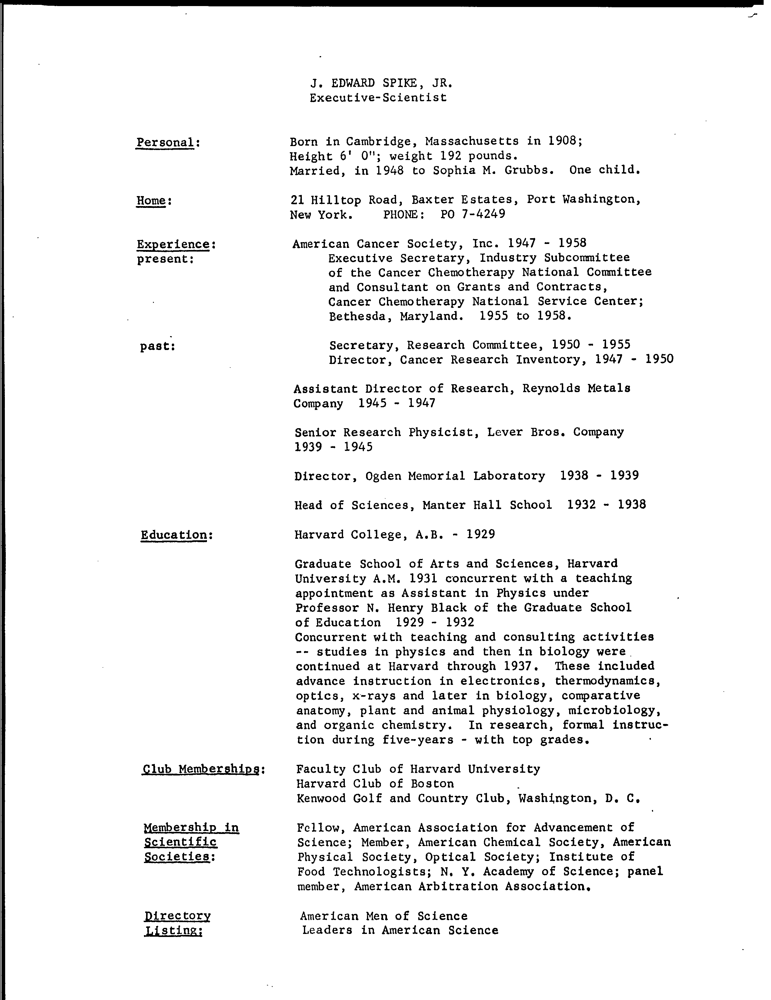 J. EDWARD SPIKE, JR.
Executive-Scientist
Personal: Born in Cambridge, Massachusetts in 1908;
Height 6' 0"; weight 192 pounds.
Married, in 1948 to Sophia M. Grubbs. One child.
Home: 21 Hilltop Road, Baxter Estates, Port Washington,
New York. PHONE: PO 7-4249
Experience: American Cancer Society, Inc. 1947 - 1958
present: Executive Secretary, Industry Subcommittee
of the Cancer Chemotherapy National Committee
and Consultant on Grants and Contracts,
Cancer Chemotherapy National Service Center;
Bethesda, Maryland. 1955 to 1958.
past: Secretary, Research Committee, 1950 - 1955
Director, Cancer Research Inventory, 1947 - 1950
Assistant Director of Research, Reynolds Metals
Company 1945 - 1947
Senior Research Physicist, Lever Bros. Company
1939 - 1945
Director, Ogden Memorial Laboratory 1938 - 1939
Head of Sciences, Manter Hall School 1932 - 1938
Education: Harvard College, A.B. - 1929
Graduate School of Arts and Sciences, Harvard
University A.M. 1931 concurrent with a teaching
appointment as Assistant in Physics under
Professor N. Henry Black of the Graduate School
of Education 1929 - 1932
Concurrent with teaching and consulting activities
-- studies in physics and then in biology were
continued at Harvard through 1937. These included
advance instruction in electronics, thermodynamics,
optics, x-rays and later in biology, comparative
anatomy, plant and animal physiology, microbiology,
and organic chemistry. In research, formal instruc-
tion during five-years - with top grades.
Club Memberships: Faculty Club of Harvard University
Harvard Club of Boston
Kenwood Golf and Country Club, Washington, D. C.
Membership in Fellow, American Association for Advancement of
Scientific Science; Member, American Chemical Society, American
Societies: Physical Society, Optical Society; Institute of
Food Technologists; N. Y. Academy of Science; panel
member, American Arbitration Association.
Directory American Men of Science
Listing: Leaders in American Science